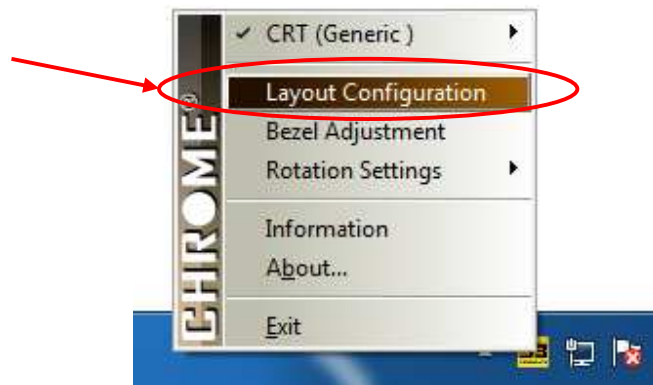 CHROME®
CRT (Generic )
Layout Configuration
Bezel Adjustment
Rotation Settings
Information
About...
Exit